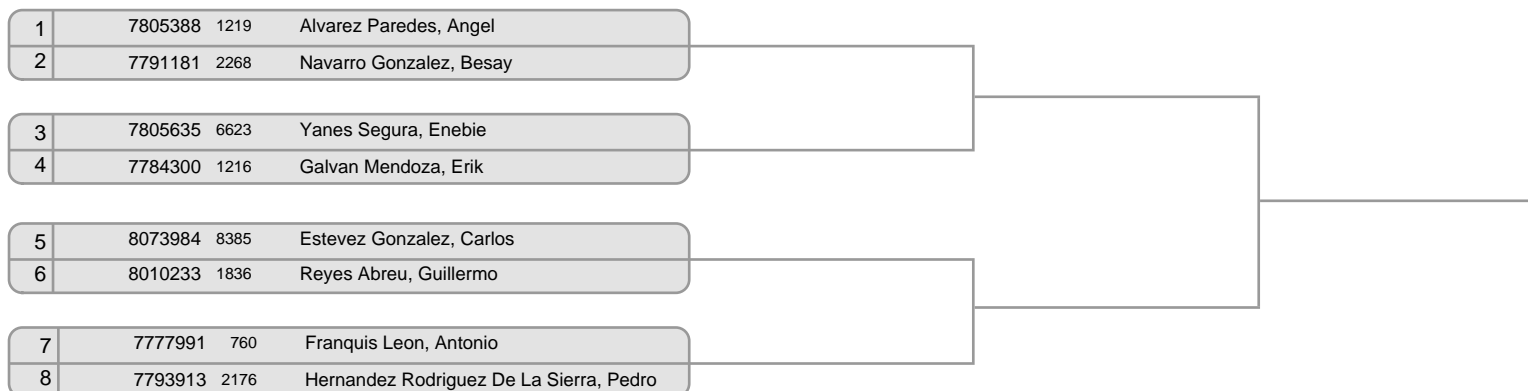 1 7805388 1219 Alvarez Paredes, Angel
2 7791181 2268 Navarro Gonzalez, Besay
3 7805635 6623 Yanes Segura, Enebie
4 7784300 1216 Galvan Mendoza, Erik
5 8073984 8385 Estevez Gonzalez, Carlos
6 8010233 1836 Reyes Abreu, Guillermo
7 7777991 760 Franquis Leon, Antonio
8 7793913 2176 Hernandez Rodriguez De La Sierra, Pedro